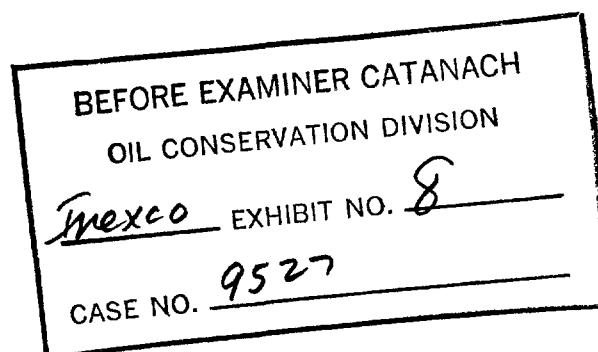 BEFORE EXAMINER CATANACH
OIL CONSERVATION DIVISION
Inexco EXHIBIT NO. 8
CASE NO. 9527